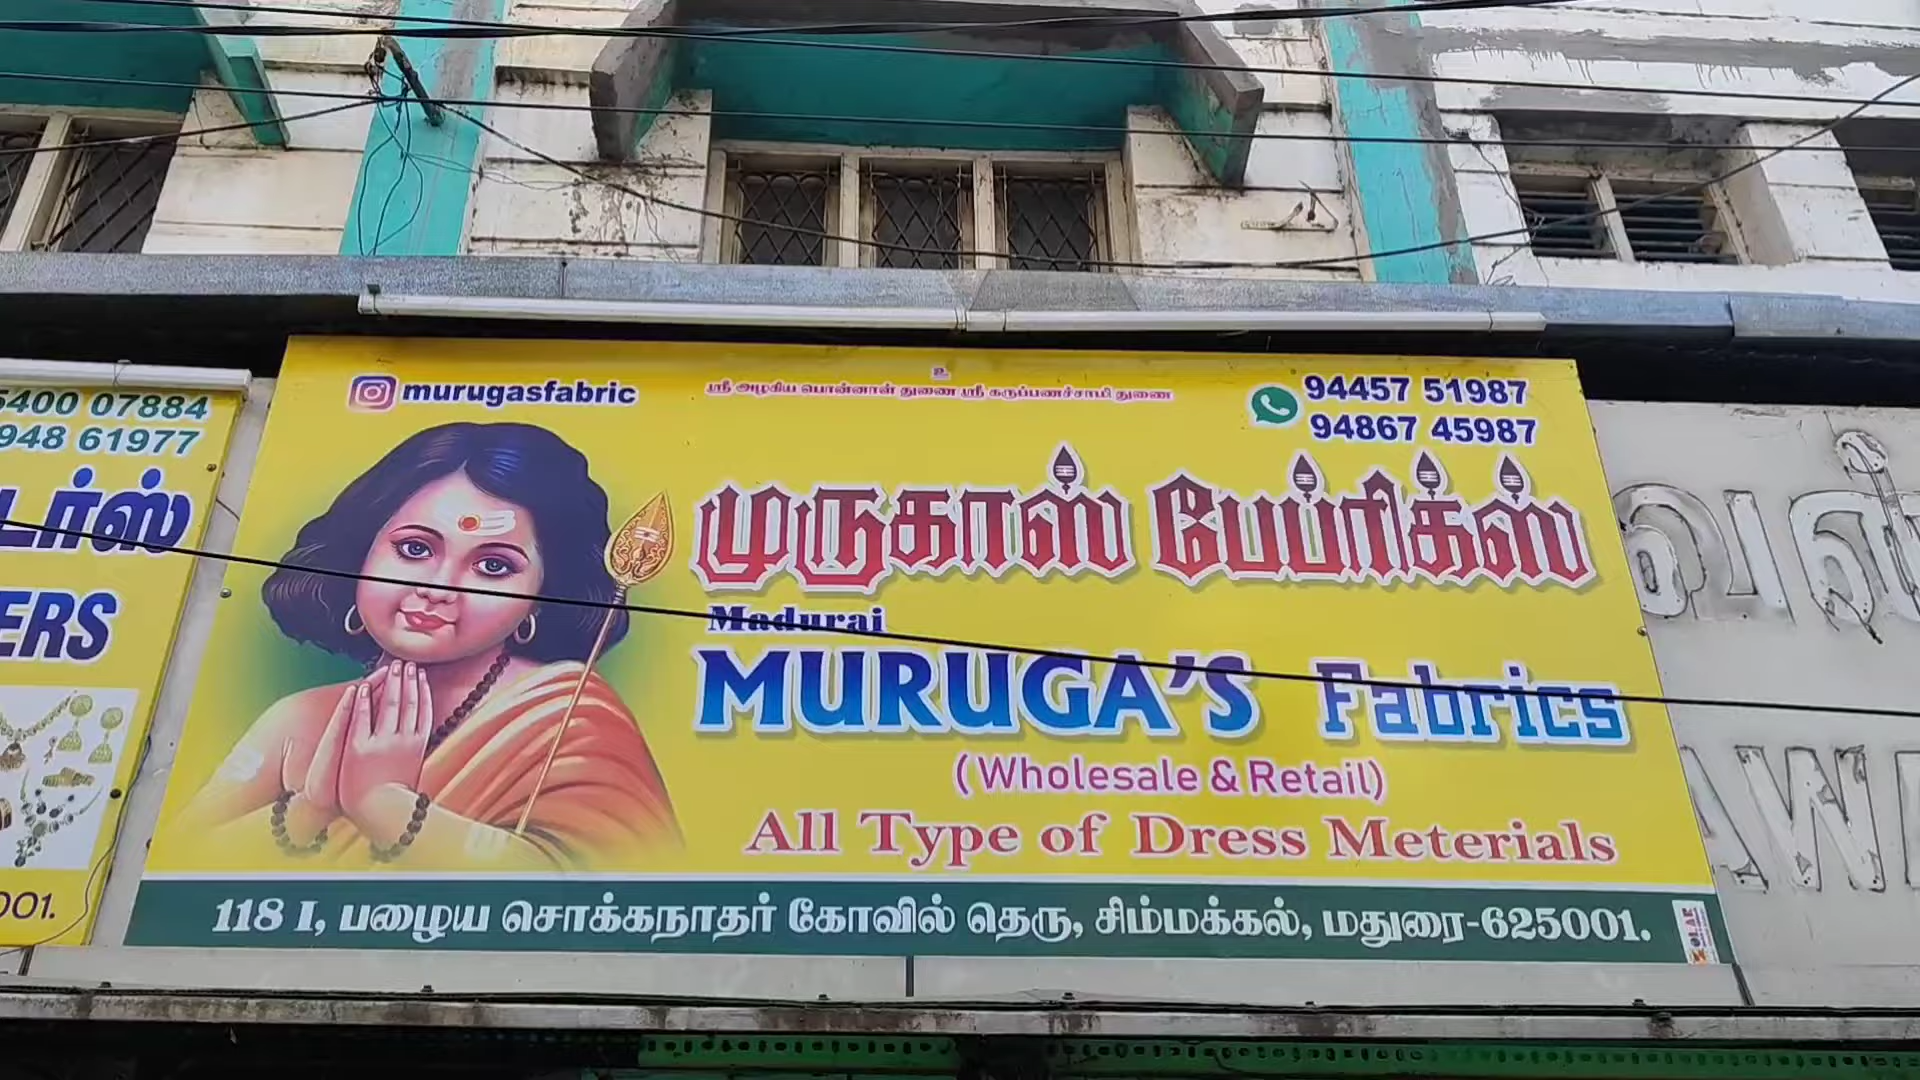 5400 07884
948 61977
டர்ஸ்
ERS
001.
murugasfabric
உ
ஸ்ரீ அழகிய பொன்னாள் துணை ஸ்ரீ கருப்பணச்சாமி துணை
94457 51987
94867 45987
முருகாஸ் பேப்ரிக்ஸ்
Madurai
MURUGA'S Fabrics
(Wholesale & Retail)
All Type of Dress Meterials
118 I, பழைய சொக்கநாதர் கோவில் தெரு, சிம்மக்கல், மதுரை-625001.